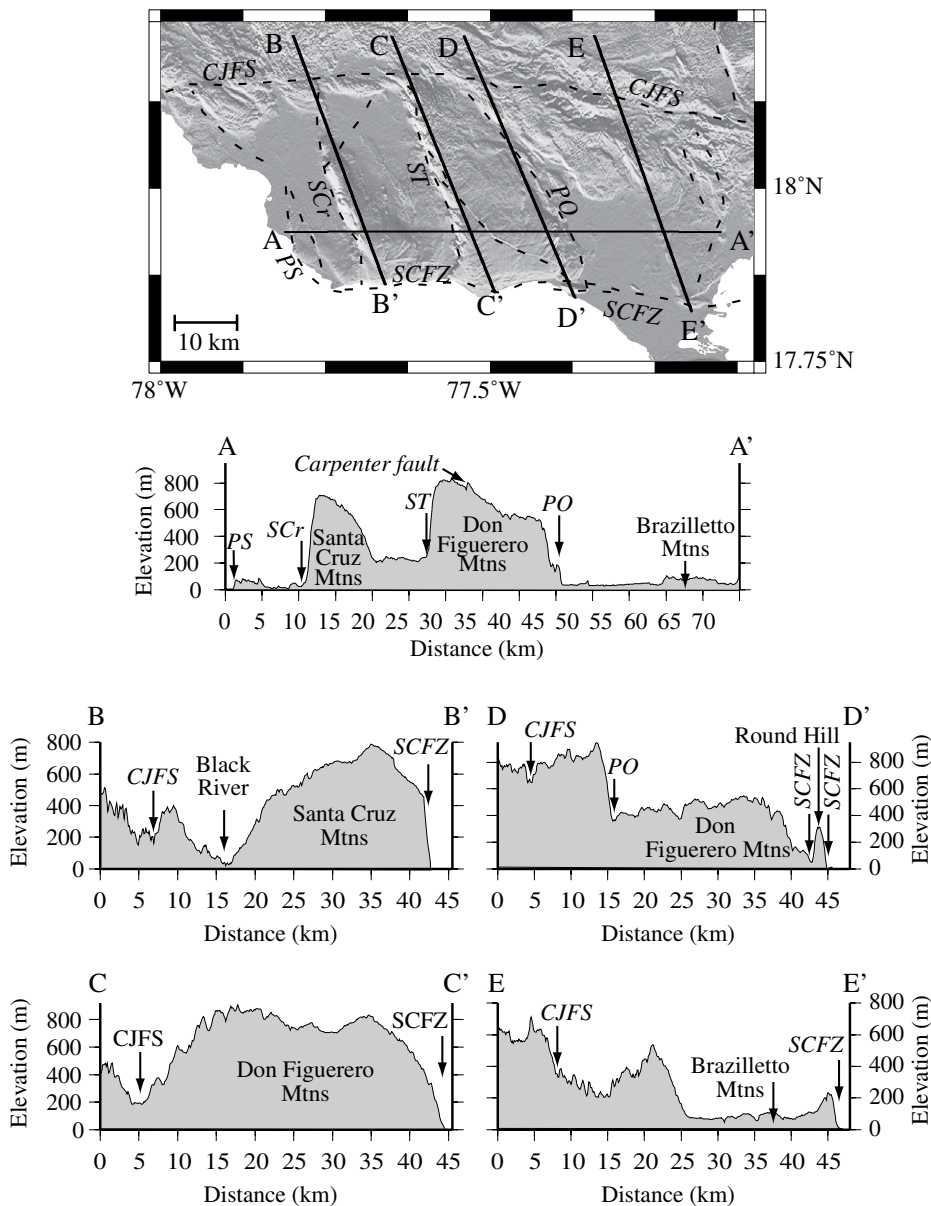 B
C
D
E
CJFS
CJFS
18˚N
SCr
ST
PO
A
A'
PS
SCFZ
B'
C'
D'
SCFZ
E'
10 km
17.75˚N
78˚W
77.5˚W
A
A'
Elevation (m)
800
600
400
200
0
PS
SCr
Santa Cruz Mtns
ST
Carpenter fault
Don Figuerero Mtns
PO
Brazilletto Mtns
0 5 10 15 20 25 30 35 40 45 50 55 60 65 70
Distance (km)
B
B'
Elevation (m)
800
600
400
200
0
CJFS
Black River
Santa Cruz Mtns
SCFZ
0 5 10 15 20 25 30 35 40 45
Distance (km)
D
D'
CJFS
PO
Don Figuerero Mtns
Round Hill
SCFZ
SCFZ
800
600
400
200
0
Elevation (m)
0 5 10 15 20 25 30 35 40 45
Distance (km)
C
C'
Elevation (m)
800
600
400
200
0
CJFS
Don Figuerero Mtns
SCFZ
0 5 10 15 20 25 30 35 40 45
Distance (km)
E
E'
CJFS
Brazilletto Mtns
SCFZ
800
600
400
200
0
Elevation (m)
0 5 10 15 20 25 30 35 40 45
Distance (km)